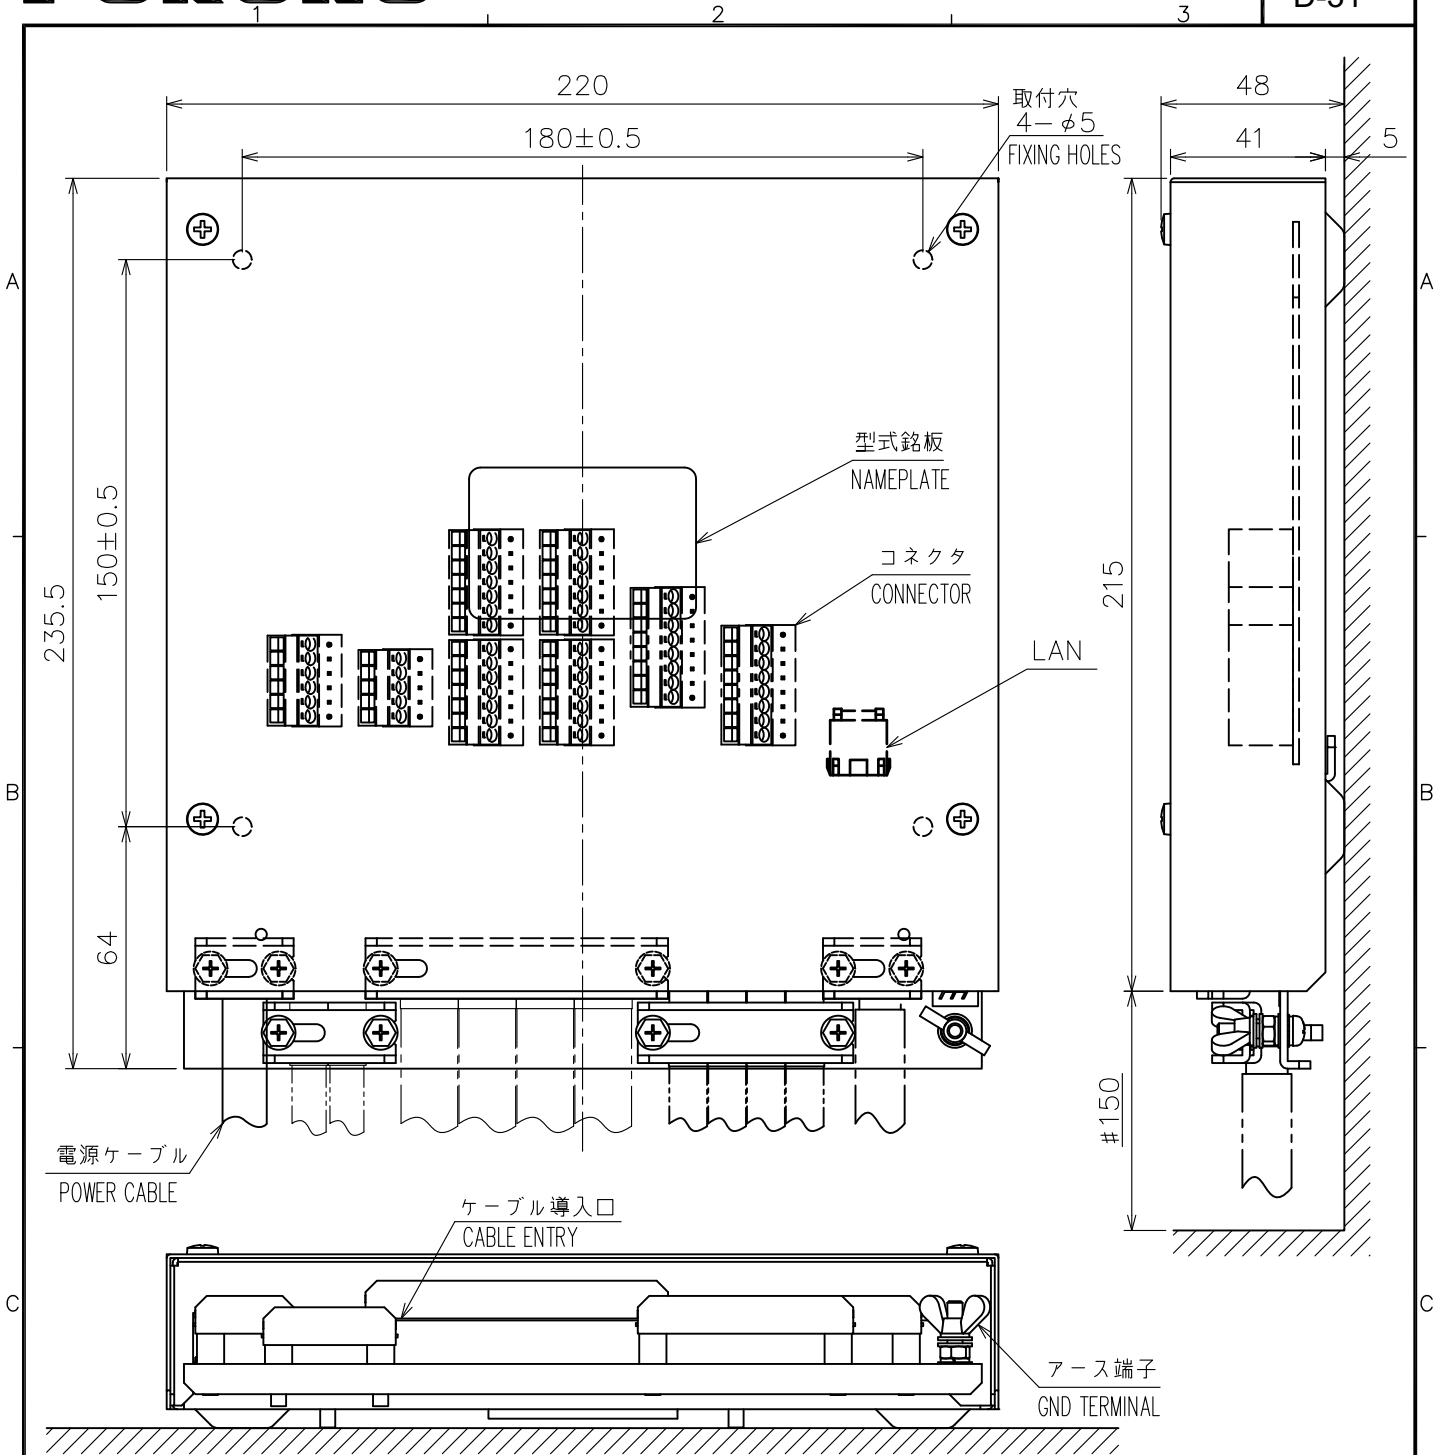 1
2
3
220
48
取付穴
4-φ5
FIXING HOLES
180±0.5
41
5
A
A
型式銘板
NAMEPLATE
150±0.5
235.5
コネクタ
CONNECTOR
215
LAN
B
B
64
#150
電源ケーブル
POWER CABLE
ケーブル導入口
CABLE ENTRY
C
C
アース端子
GND TERMINAL